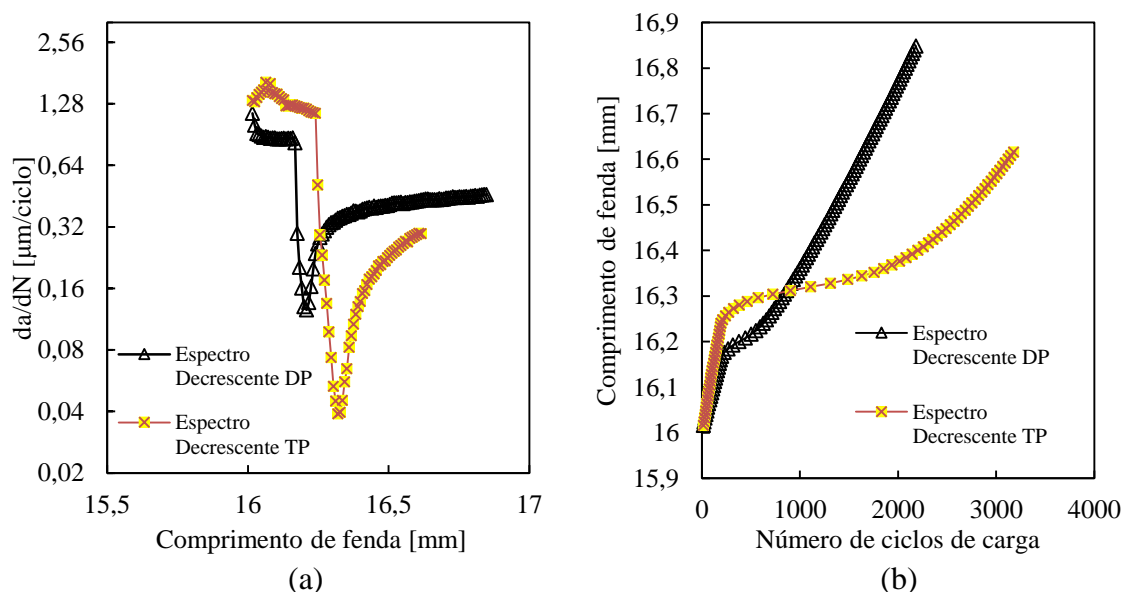 da/dN [µm/ciclo]
2,56
1,28
0,64
0,32
0,16
0,08
0,04
0,02
Espectro
Decrescente DP
Espectro
Decrescente TP
15,5
16
16,5
17
Comprimento de fenda [mm]
(a)
Comprimento de fenda [mm]
16,9
16,8
16,7
16,6
16,5
16,4
16,3
16,2
16,1
16
15,9
Espectro
Decrescente DP
Espectro
Decrescente TP
0
1000
2000
3000
4000
Número de ciclos de carga
(b)